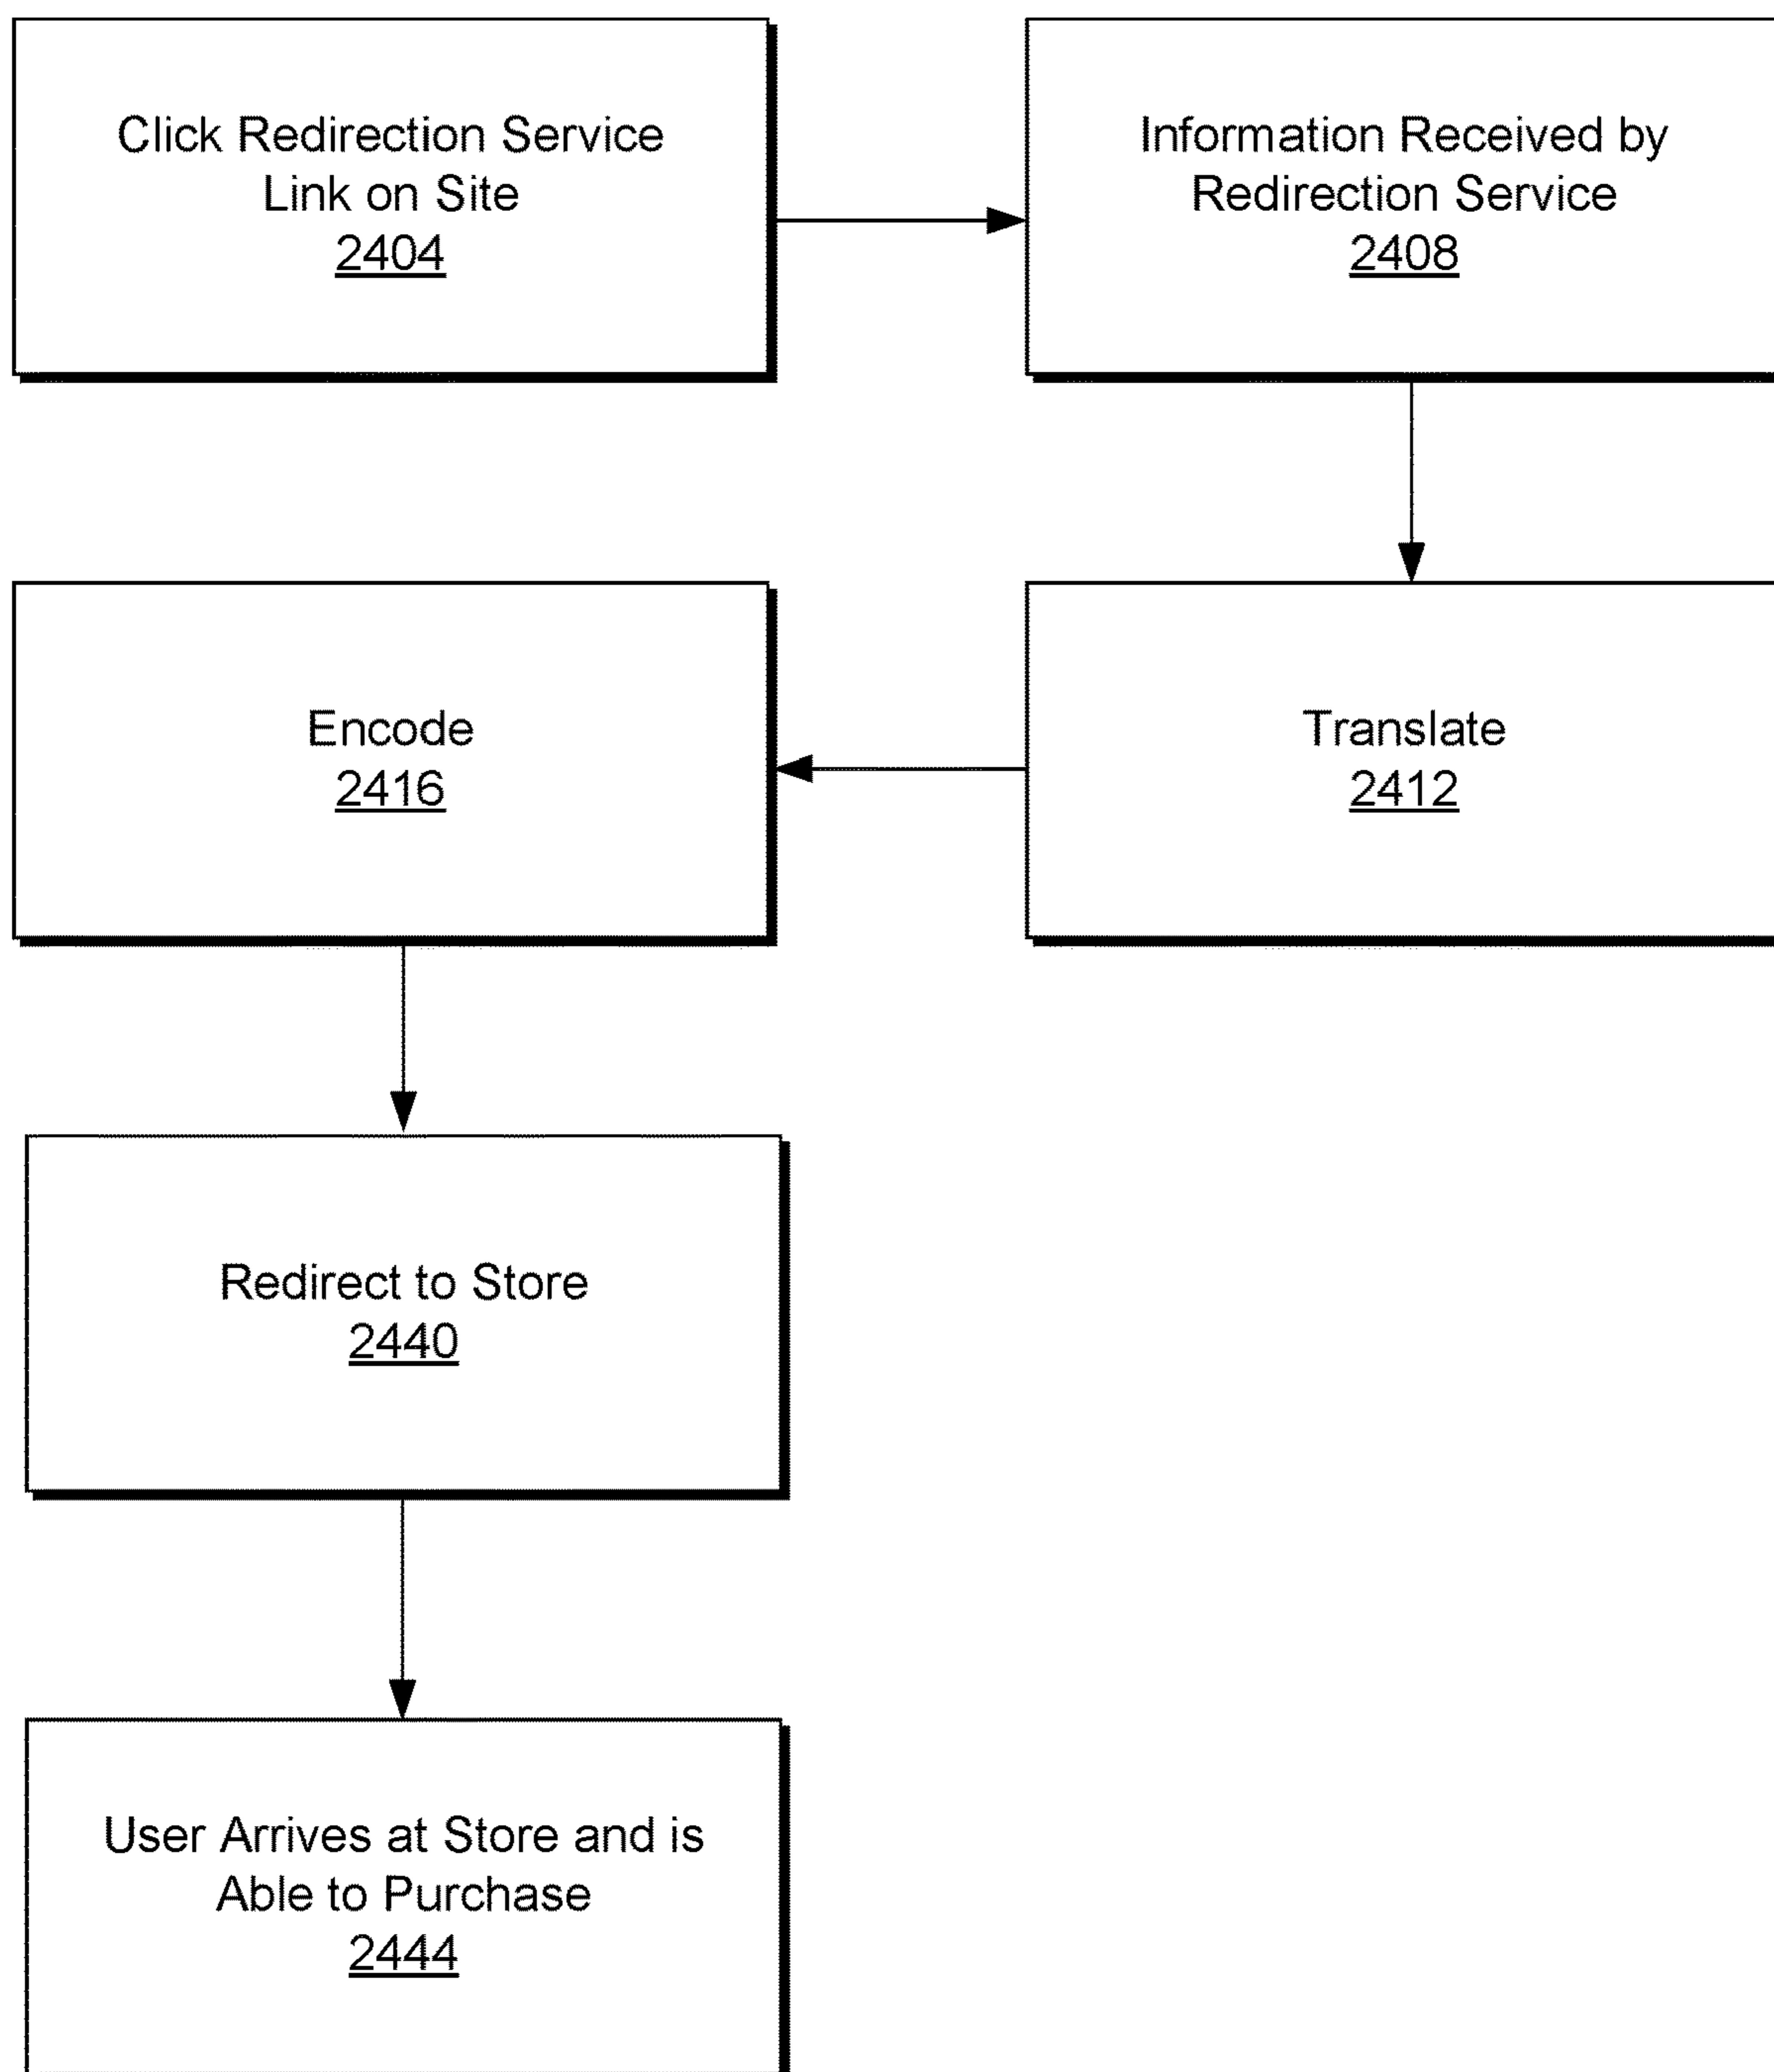 Click Redirection Service
Link on Site
2404
Information Received by
Redirection Service
2408
Translate
2412
Encode
2416
Redirect to Store
2440
User Arrives at Store and is
Able to Purchase
2444